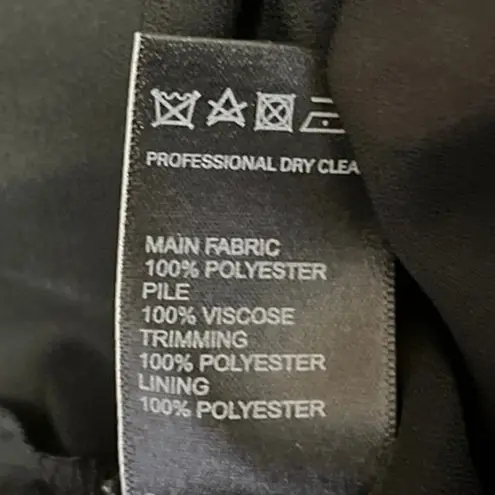 PROFESSIONAL DRY CLEA
MAIN FABRIC
100% POLYESTER
PILE
100% VISCOSE
TRIMMING
100% POLYESTER
LINING
100% POLYESTER